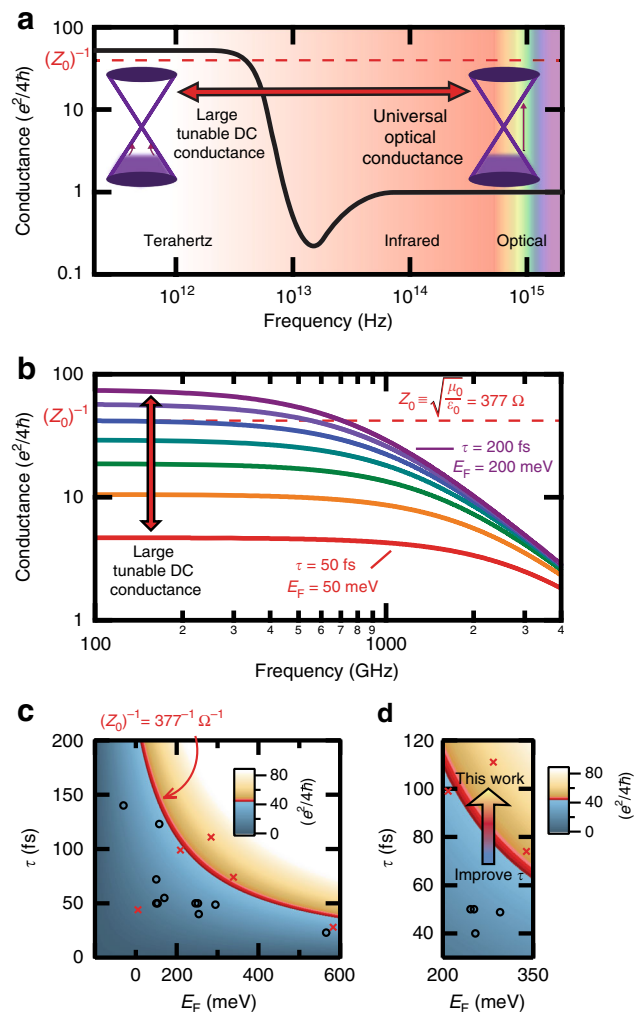 a
Conductance (e²/4ℏ)
100
(Z₀)⁻¹
10
1
0.1
Large
tunable DC
conductance
Universal
optical
conductance
Terahertz
Infrared
Optical
10¹²
10¹³
10¹⁴
10¹⁵
Frequency (Hz)
b
Conductance (e²/4ℏ)
100
(Z₀)⁻¹
10
1
Z₀ ≡ √(μ₀/ε₀) = 377 Ω
τ = 200 fs
E_F = 200 meV
Large
tunable DC
conductance
τ = 50 fs
E_F = 50 meV
100 2 3 4 5 6 7 8 9 1000 2 3 4
Frequency (GHz)
c
(Z₀)⁻¹ = 377⁻¹ Ω⁻¹
τ (fs)
200
150
100
50
0
80
40
0
(e²/4ℏ)
0 200 400 600
E_F (meV)
d
τ (fs)
120
100
80
60
40
This work
Improve τ
80
40
0
(e²/4ℏ)
200 350
E_F (meV)